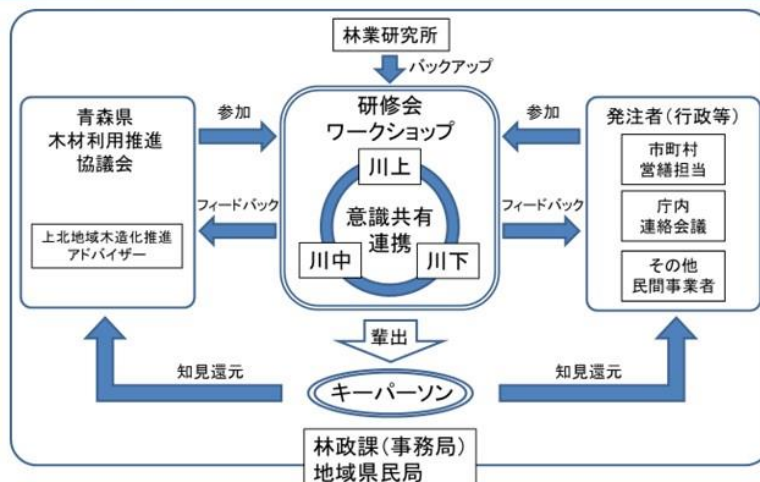 林業研究所
バックアップ
青森県
木材利用推進
協議会
上北地域木造化推進
アドバイザー
参加
フィードバック
研修会
ワークショップ
川上
意識共有
連携
川中
川下
参加
フィードバック
発注者(行政等)
市町村
営繕担当
庁内
連絡会議
その他
民間事業者
輩出
知見還元
キーパーソン
知見還元
林政課(事務局)
地域県民局